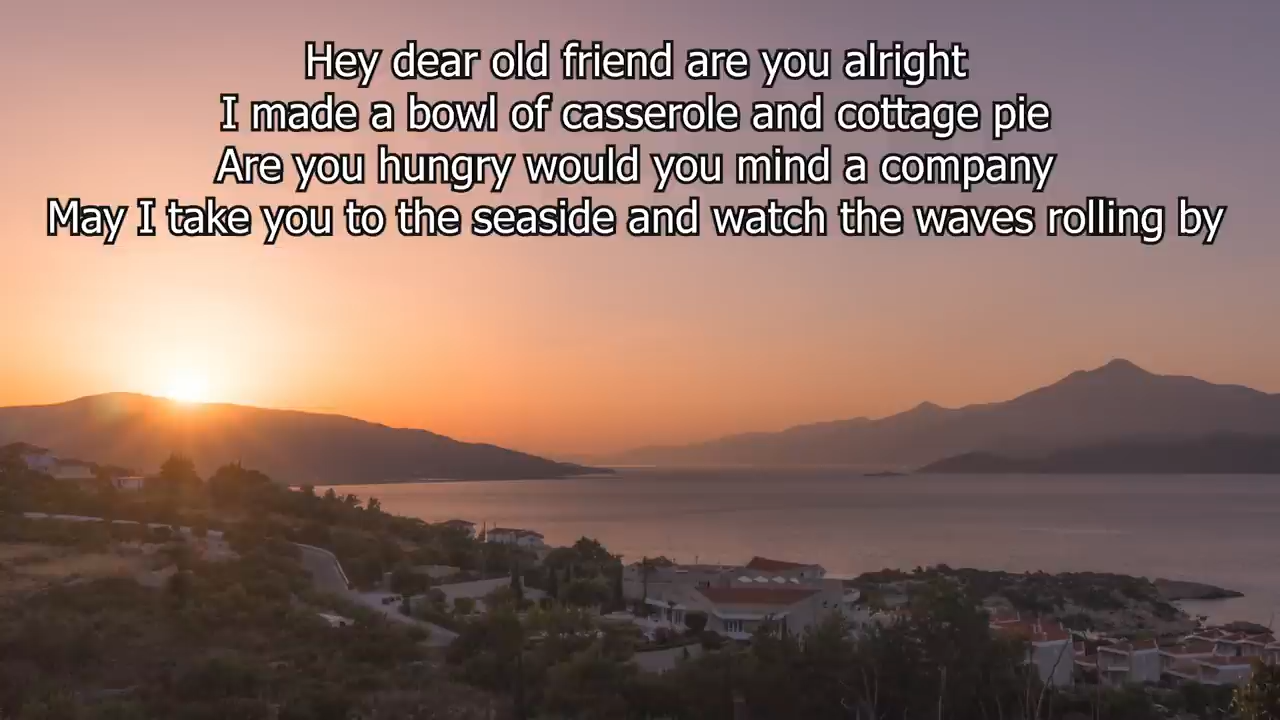 Hey dear old friend are you alright
I made a bowl of casserole and cottage pie
Are you hungry would you mind a company
May I take you to the seaside and watch the waves rolling by